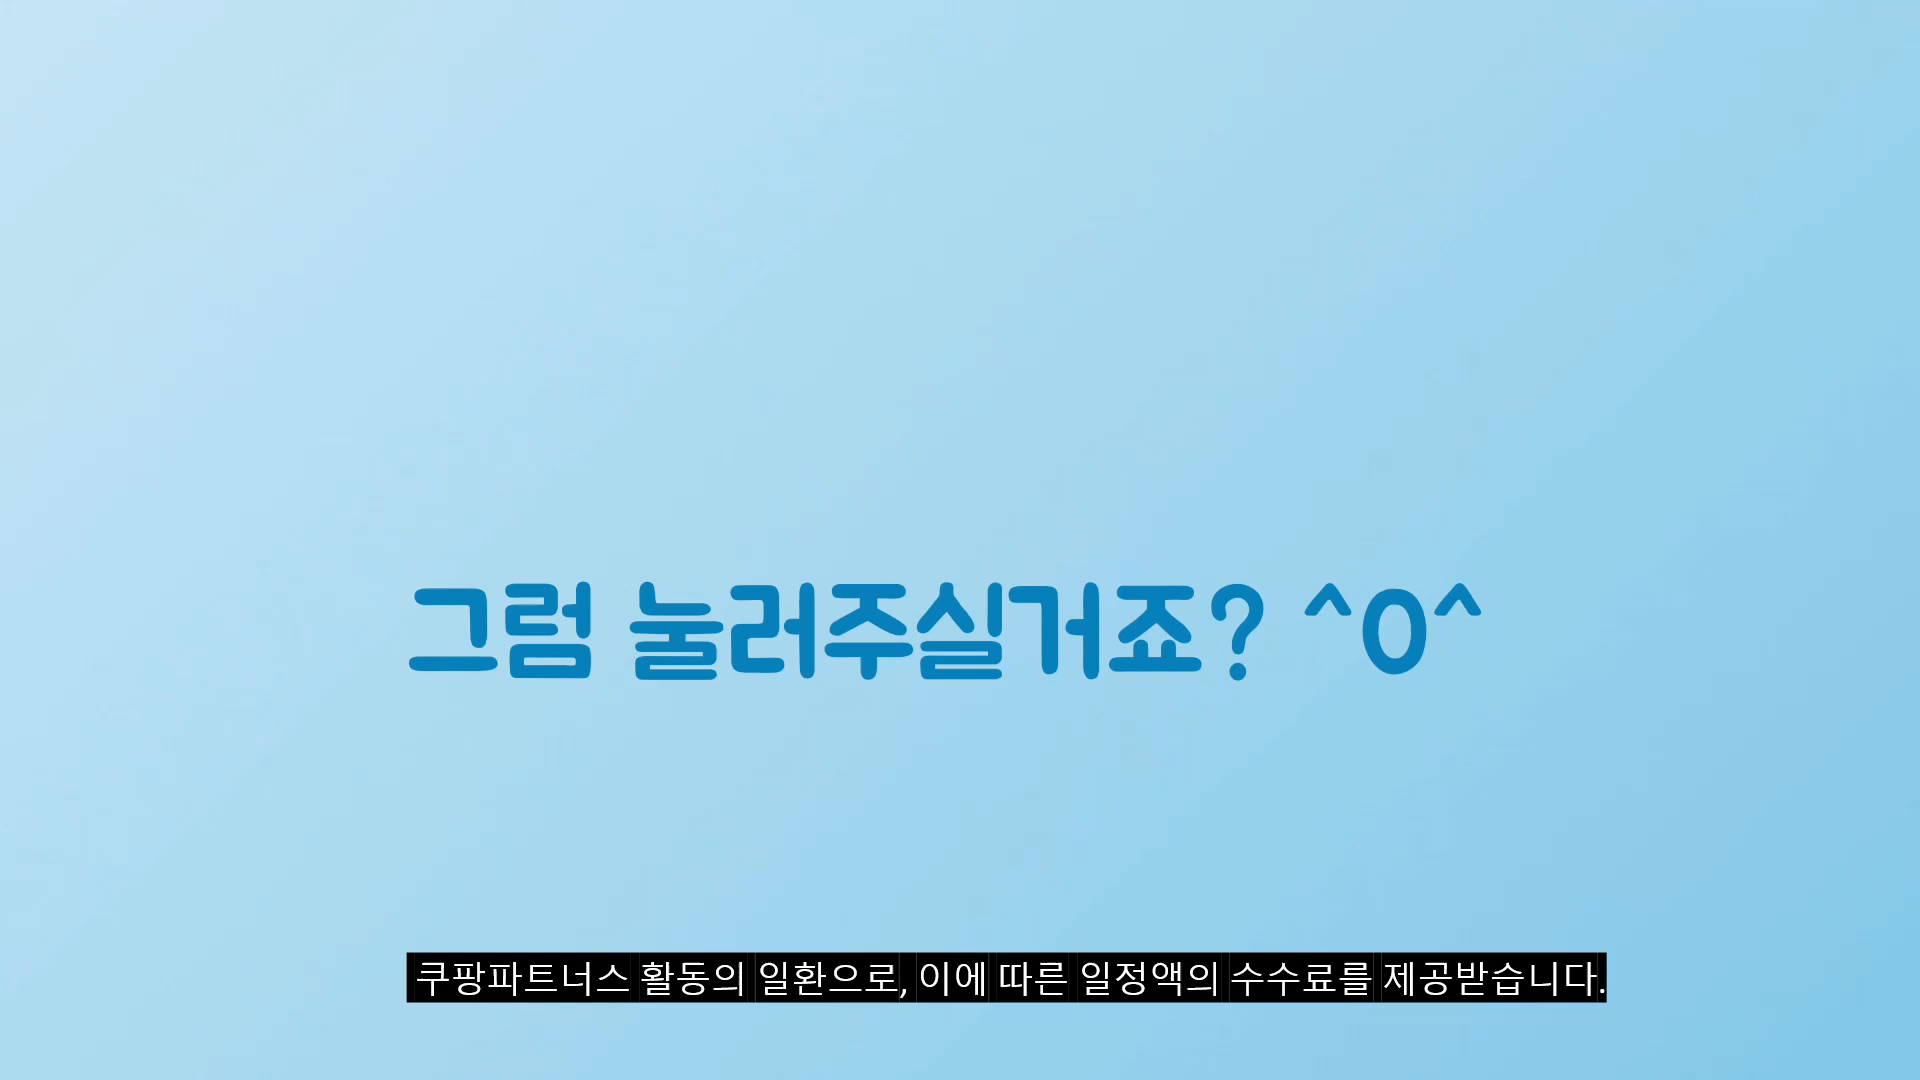 그럼 눌러주실거죠? ^0^
쿠팡파트너스 활동의 일환으로, 이에 따른 일정액의 수수료를 제공받습니다.